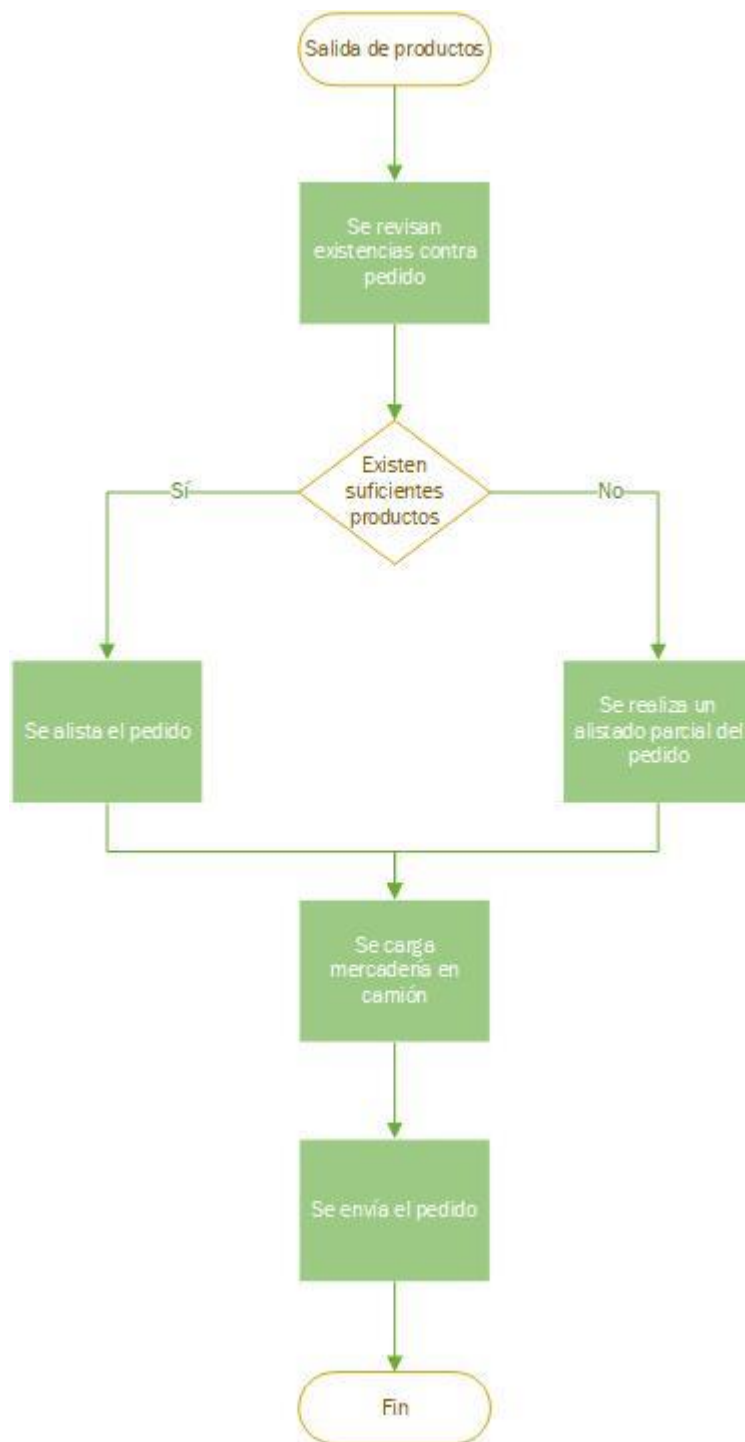 Salida de productos
Se revisan
existencias contra
pedido
Existen
suficientes
productos
Sí
No
Se alista el pedido
Se realiza un
alistado parcial del
pedido
Se carga
mercadería en
camión
Se envía el pedido
Fin